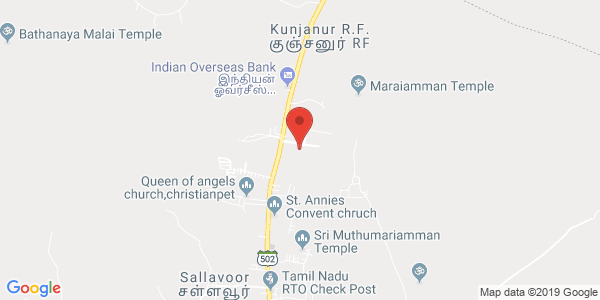 Kunjanur R.F.
குஞ்சனூர் RF
Bathanaya Malai Temple
Indian Overseas Bank
இந்தியன்
ஓவர்சீஸ்...
Maraiamman Temple
Queen of angels
church,christianpet
St. Annies
Convent chruch
Sri Muthumariamman
Temple
502
Sallavoor
சள்ளவூர்
Tamil Nadu
RTO Check Post
Google
Map data ©2019 Google